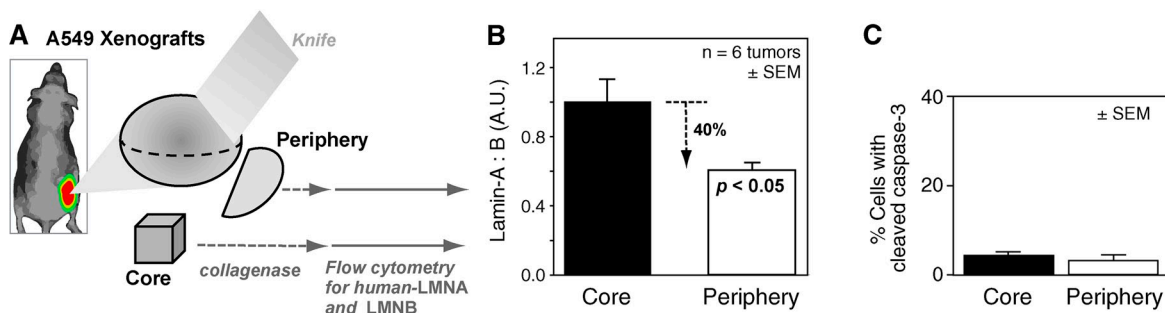 A
A549 Xenografts
Knife
Periphery
Core
collagenase
Flow cytometry
for human-LMNA
and LMNB
B
Lamin-A : B (A.U.)
1.2
0.8
0.4
0.0
n = 6 tumors
± SEM
40%
p < 0.05
Core
Periphery
C
% Cells with
cleaved caspase-3
40
20
0
± SEM
Core
Periphery